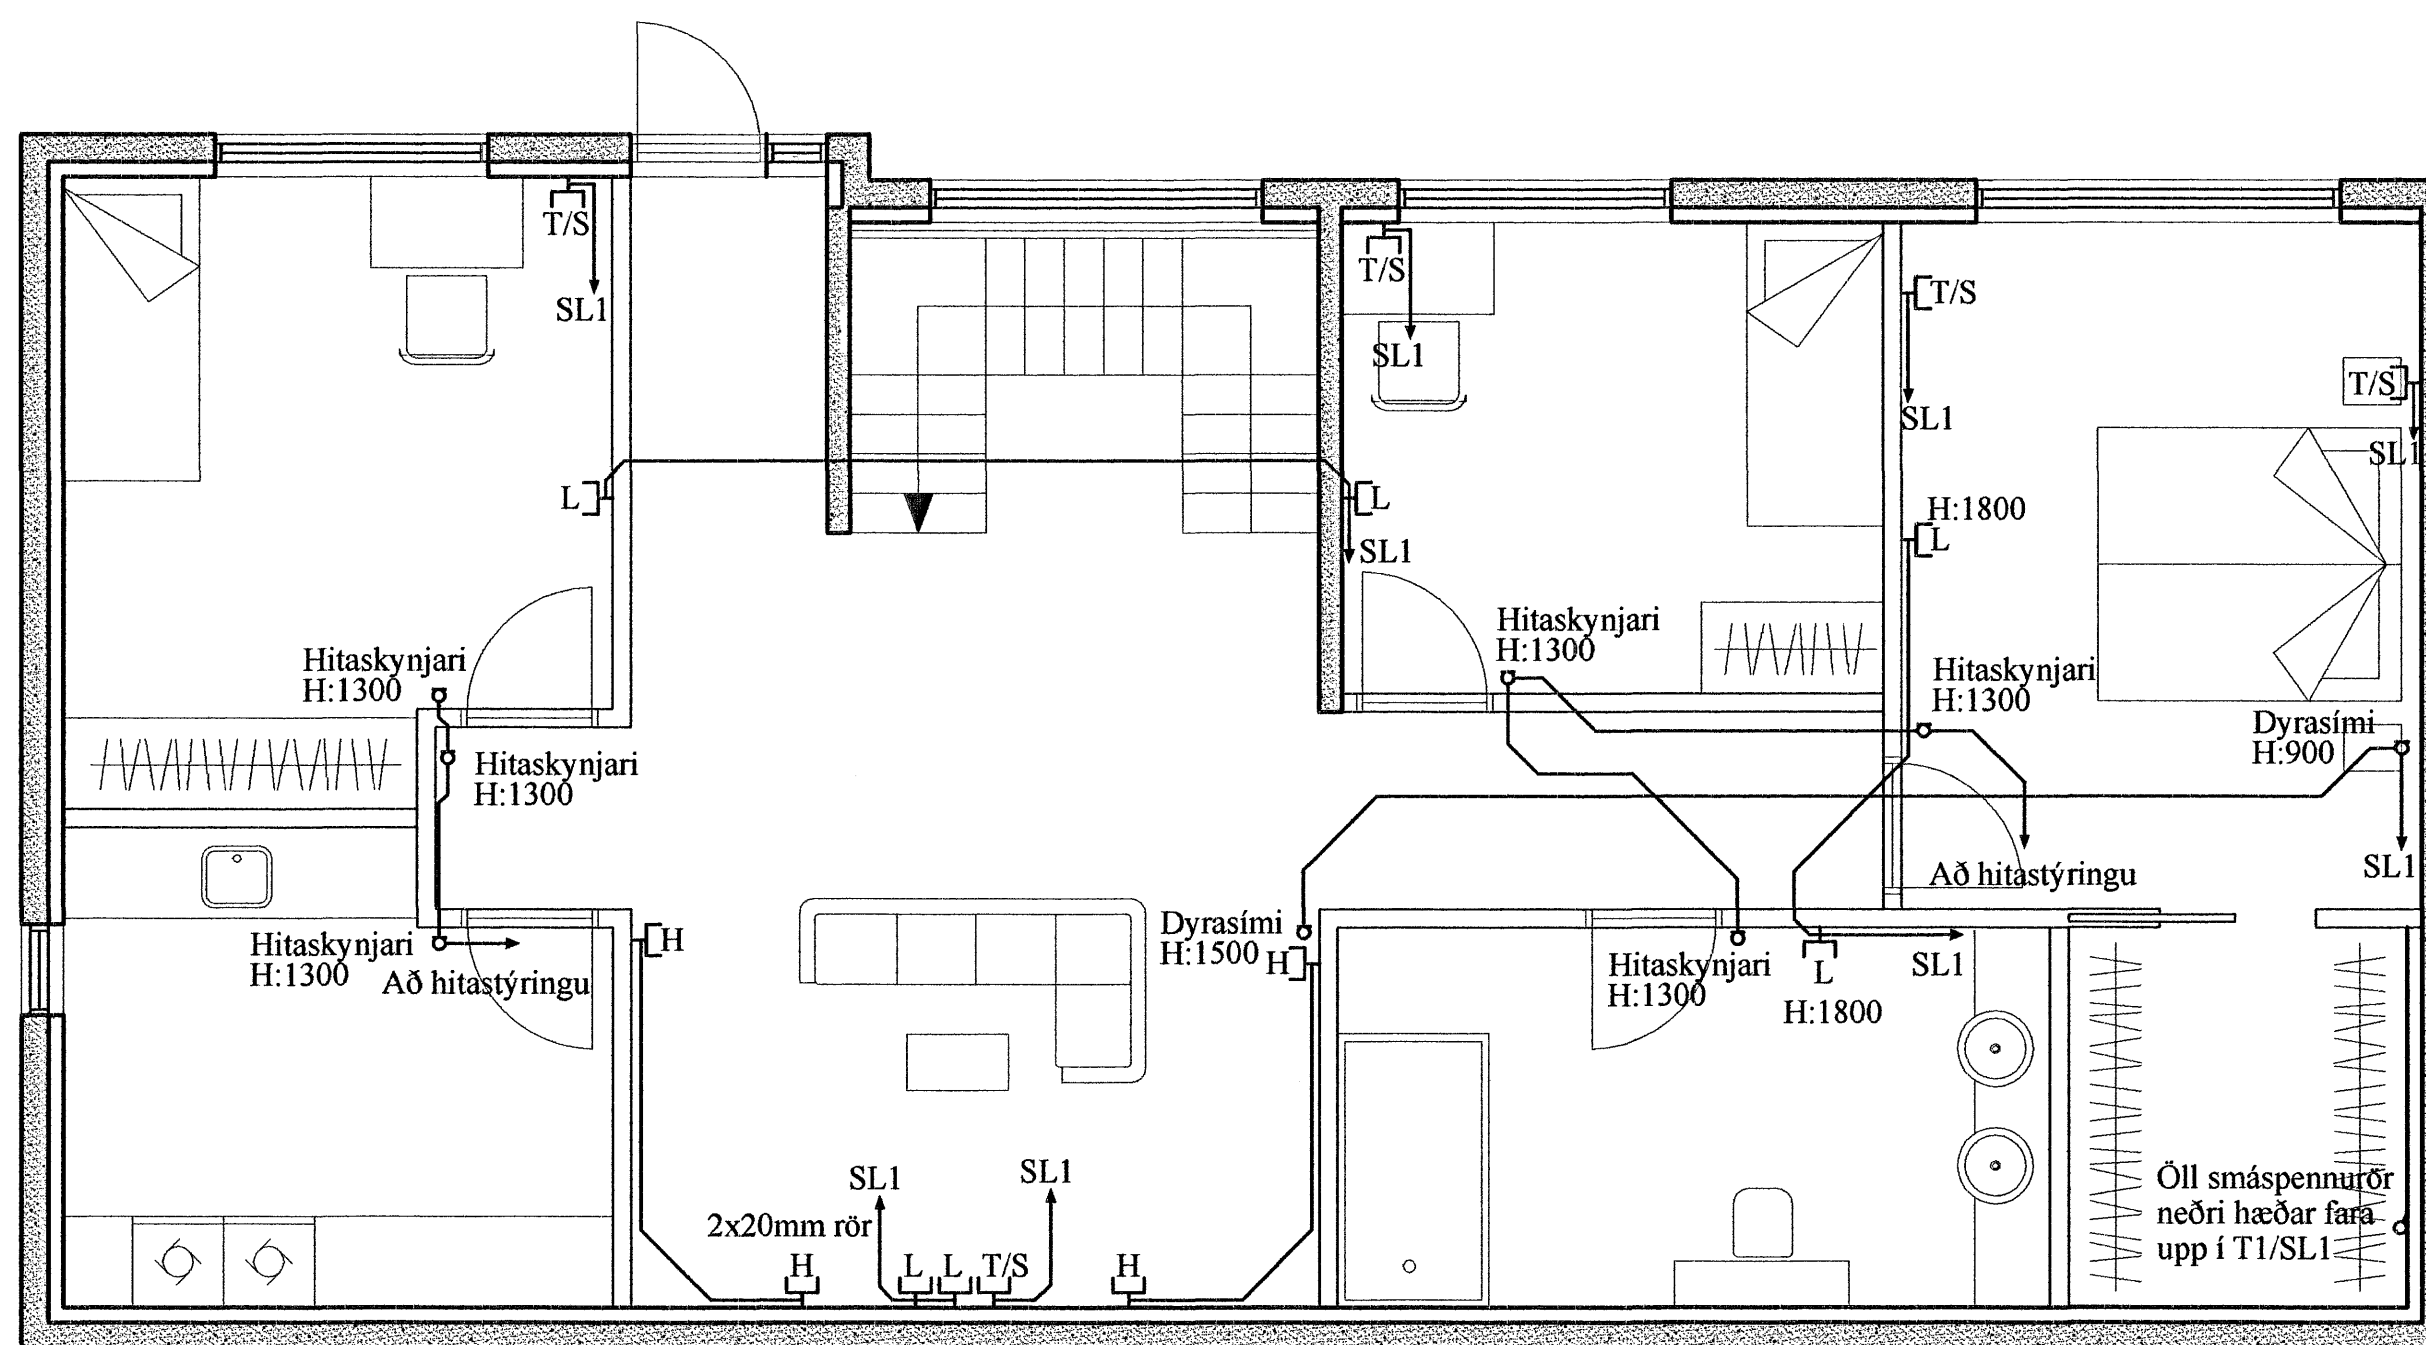 T/S
SL1
T/S
SL1
T/S
SL1
T/S
SL1
L
L
SL1
H:1800
L
Hitaskynjari
H:1300
Hitaskynjari
H:1300
Hitaskynjari
H:1300
Hitaskynjari
H:1300
Dyrasími
H:900
SL1
Að hitastýringu
Hitaskynjari
H:1300
Að hitastýringu
H
Dyrasími
H:1500
H
Hitaskynjari
H:1300
L
H:1800
SL1
SL1
SL1
2x20mm rör
H
L
L
T/S
H
Öll smáspennurör
neðri hæðar fara
upp í T1/SL1